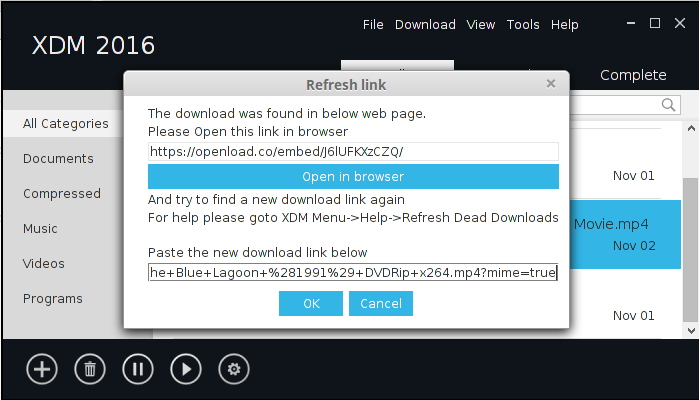 XDM 2016
File Download View Tools Help
Complete
Refresh link
The download was found in below web page.
Please Open this link in browser
https://openload.co/embed/J6lUFKXzCZQ/
Open in browser
And try to find a new download link again
For help please goto XDM Menu->Help->Refresh Dead Downloads
Paste the new download link below
he+Blue+Lagoon+%281991%29+DVDRip+x264.mp4?mime=true
OK Cancel
All Categories
Documents
Compressed
Music
Videos
Programs
Nov 01
Movie.mp4
Nov 02
Nov 01